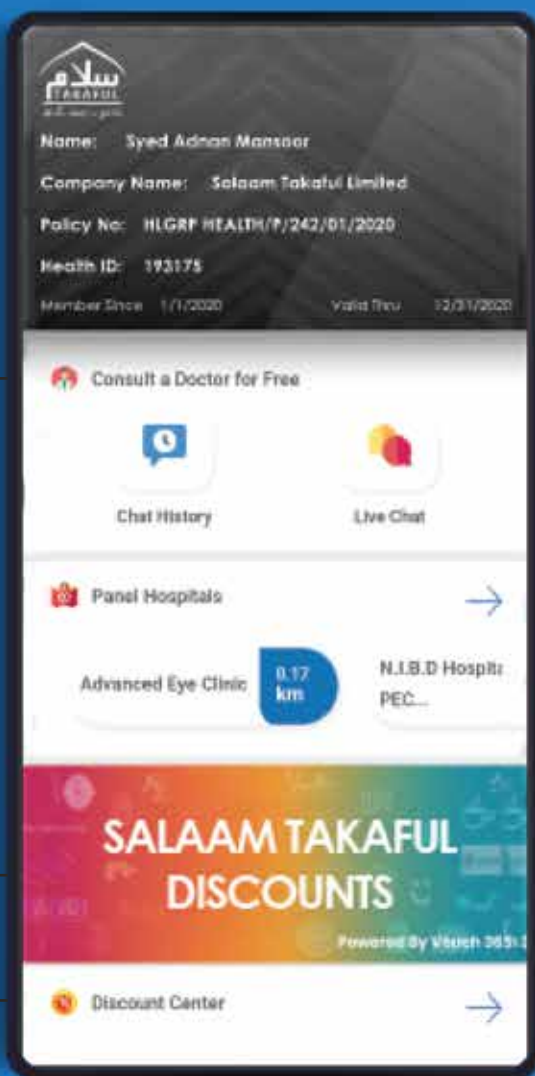 سلام
TAKAFUL
Name: Syed Adnan Mansoor
Company Name: Salaam Takaful Limited
Policy No: HLGRP HEALTH/P/242/01/2020
Health ID: 193175
Member Since 1/1/2020 Valid Thru 12/31/2020
Consult a Doctor for Free
Chat History Live Chat
Panel Hospitals
Advanced Eye Clinic 0.17 km N.I.B.D Hospita
PEC...
SALAAM TAKAFUL
DISCOUNTS
Powered By
Discount Center